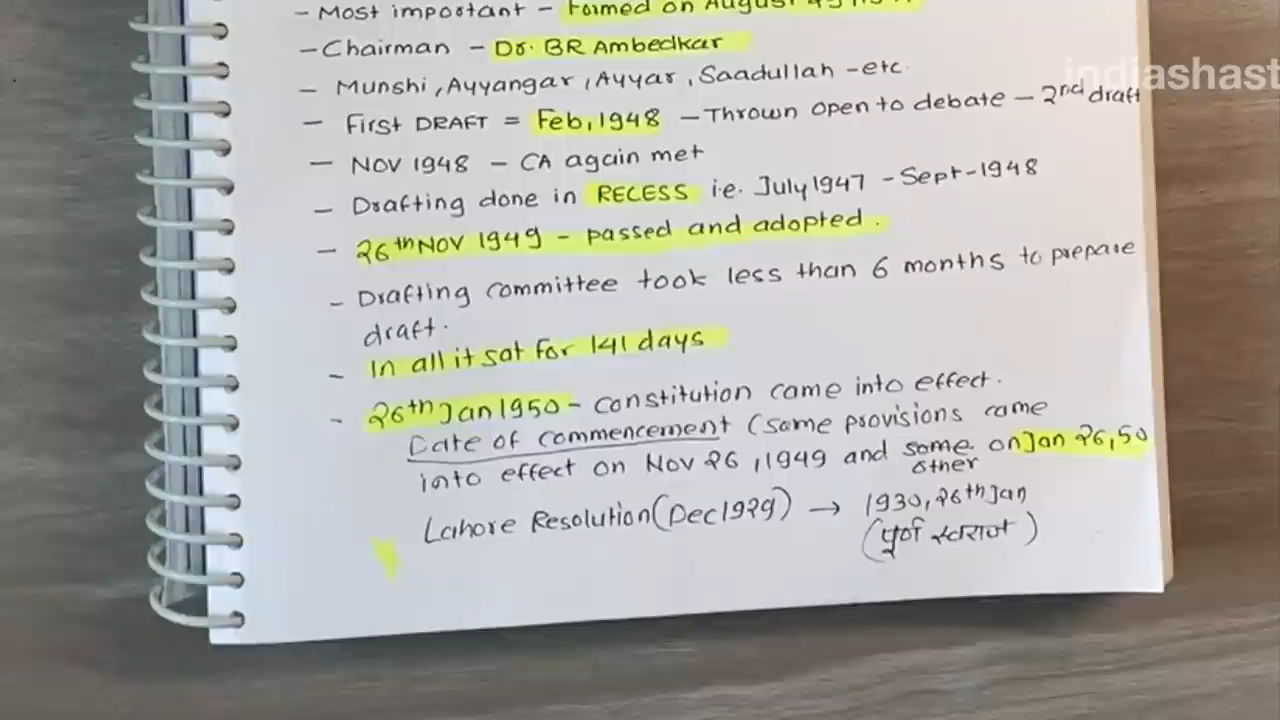 - Most important - Formed on August
- Chairman - Dr. BR Ambedkar
- Munshi, Ayyangar, Ayyar, Saadullah - etc.
- First DRAFT = Feb, 1948 - Thrown open to debate - 2nd draft
- NOV 1948 - CA again met
- Drafting done in RECESS i.e. July 1947 - Sept - 1948
- 26th NOV 1949 - passed and adopted.
- Drafting committee took less than 6 months to prepare
draft.
- In all it sat for 141 days
- 26th Jan 1950 - constitution came into effect.
Date of commencement (some provisions came
into effect on Nov 26, 1949 and some on Jan 26, 50
other
Lahore Resolution (Dec 1929) → 1930, 26th Jan
(पूर्ण स्वराज)
indiashast